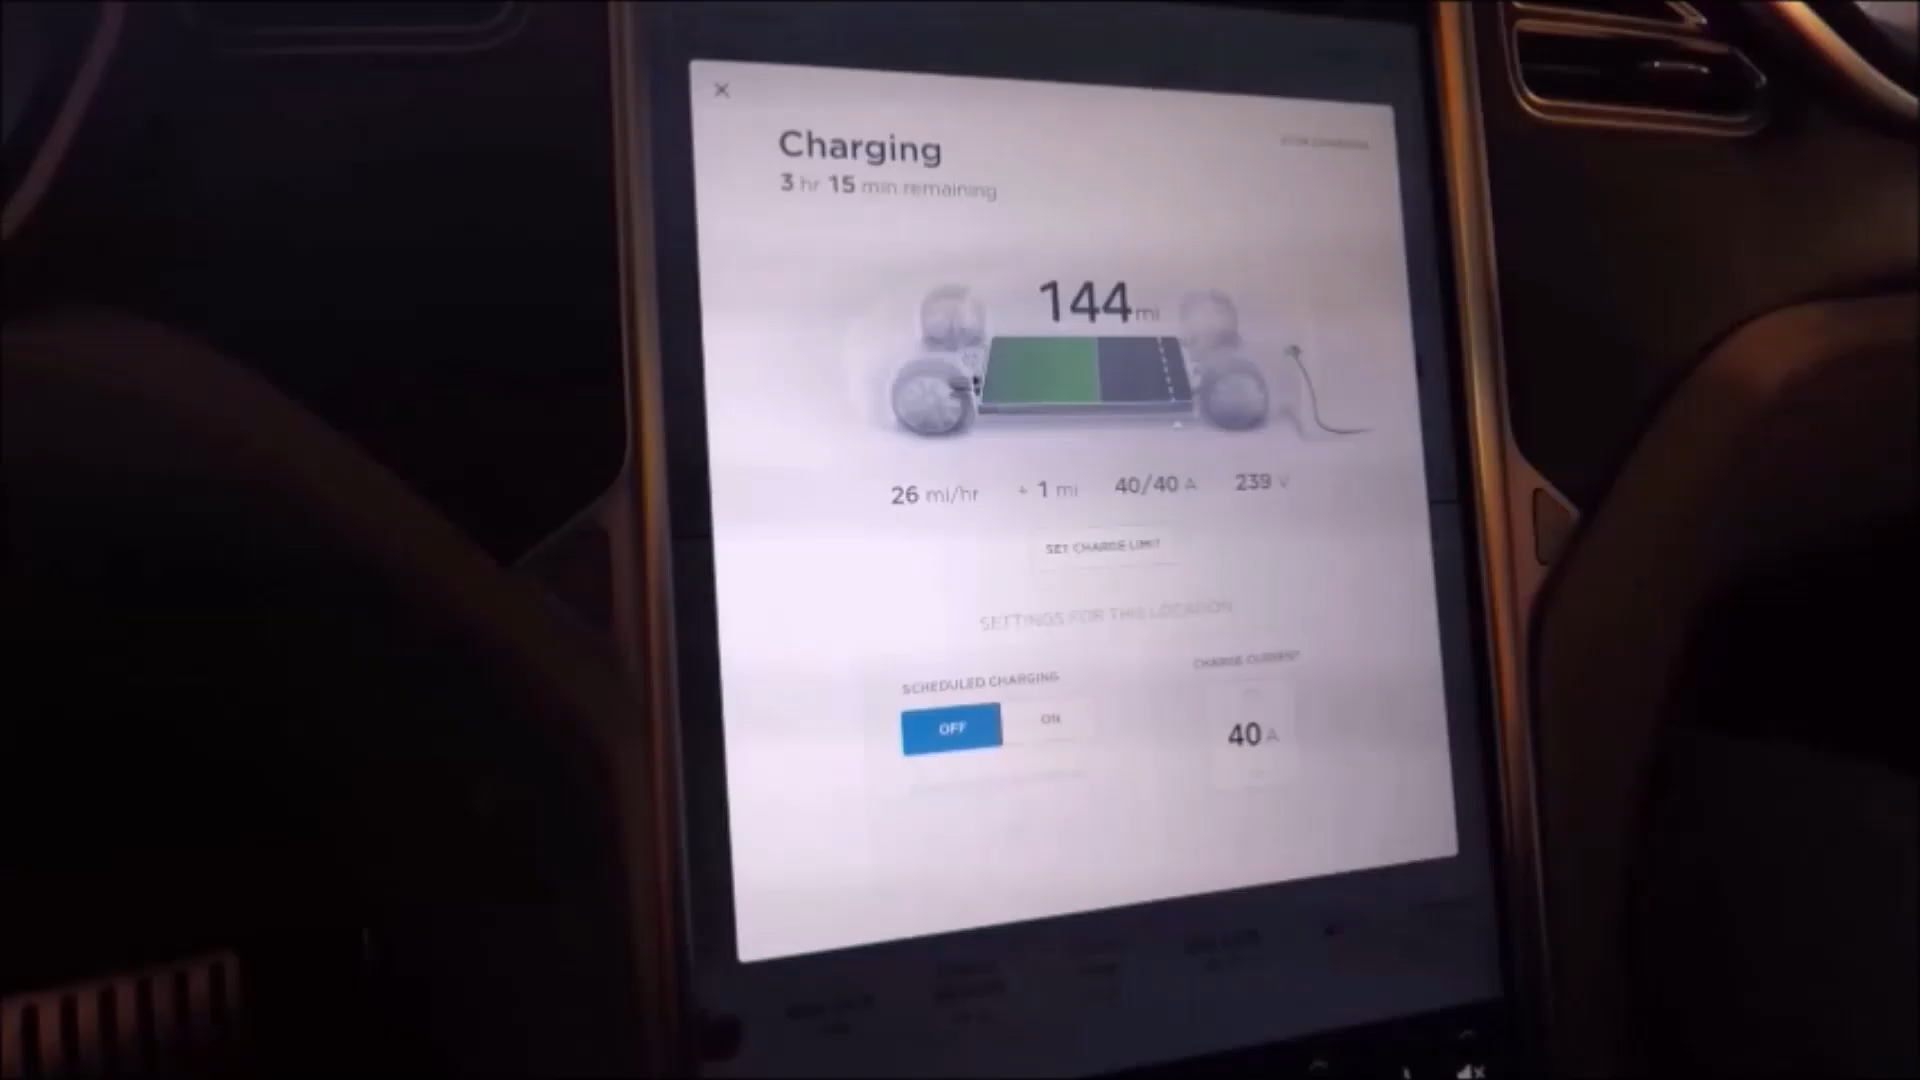 ×
Charging
3 hr 15 min remaining
144 mi
26 mi/hr + 1 mi 40/40 A 239 V
SET CHARGE LIMIT
SETTINGS FOR THIS LOCATION
SCHEDULED CHARGING
CHARGE CURRENT
OFF ON
40 A